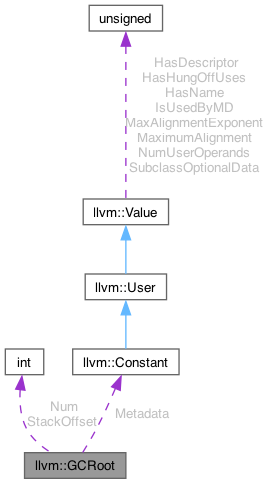 unsigned
HasDescriptor
HasHungOffUses
HasName
IsUsedByMD
MaxAlignmentExponent
MaximumAlignment
NumUserOperands
SubclassOptionalData
llvm::Value
llvm::User
int
llvm::Constant
Num
StackOffset
Metadata
llvm::GCRoot